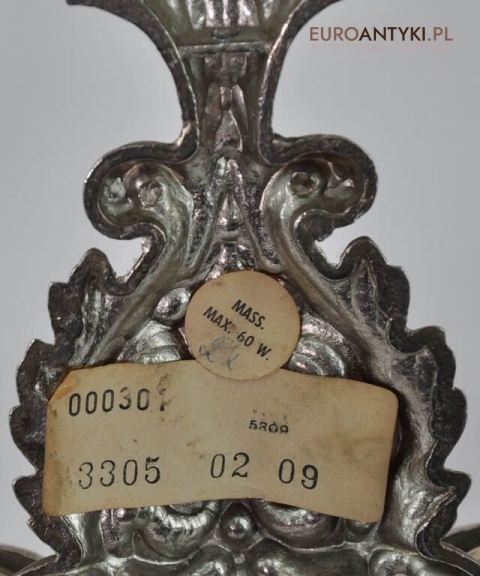 EUROANTYKI.PL
MASS.
MAX. 60 W.
000301
5309
3305 02 09